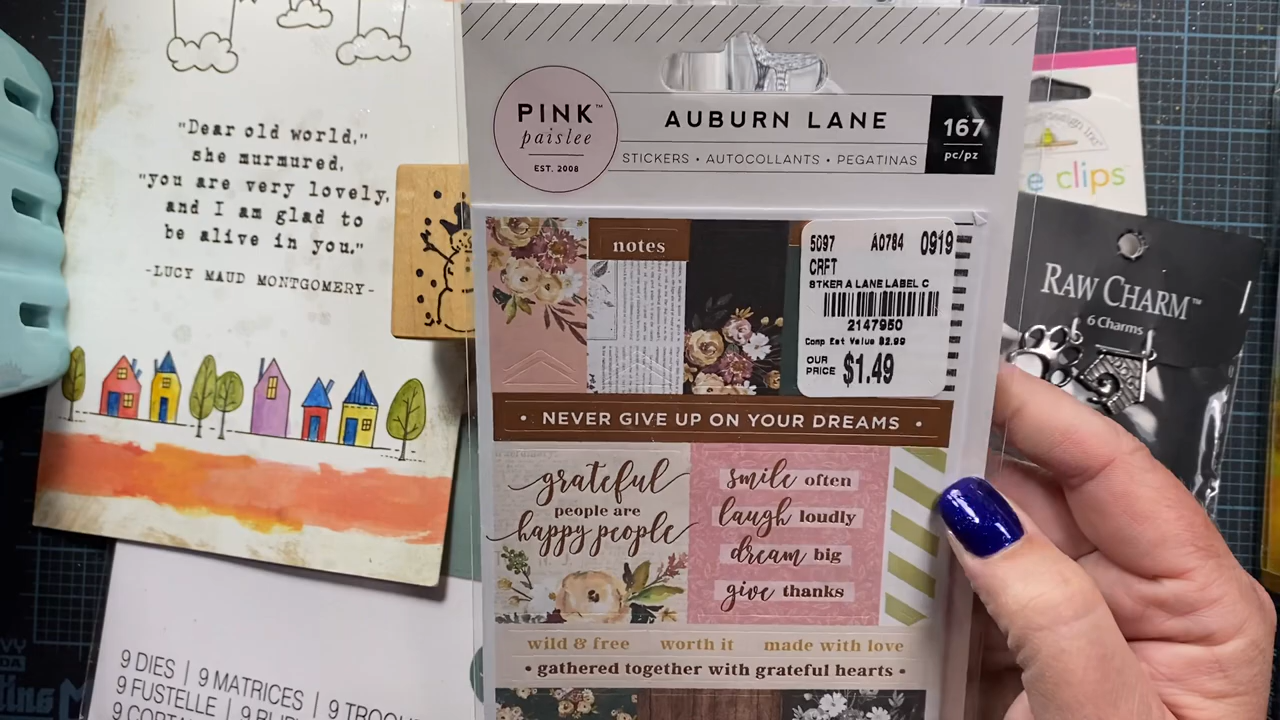 "Dear old world,"
she murmured,
"you are very lovely,
and I am glad to
be alive in you."
-LUCY MAUD MONTGOMERY-
PINK™
paislee
EST. 2008
AUBURN LANE
STICKERS • AUTOCOLLANTS • PEGATINAS
167
pc/pz
notes
5097 A0784 0919
CRFT
STKER A LANE LABEL C
2147950
Comp Est Value $2.99
OUR PRICE $1.49
• NEVER GIVE UP ON YOUR DREAMS •
grateful
people are
happy people
smile often
laugh loudly
dream big
give thanks
wild & free worth it made with love
• gathered together with grateful hearts •
clips
RAW CHARM™
6 Charms
9 DIES | 9 MATRICES | 9 TROQU
9 FUSTELLE |